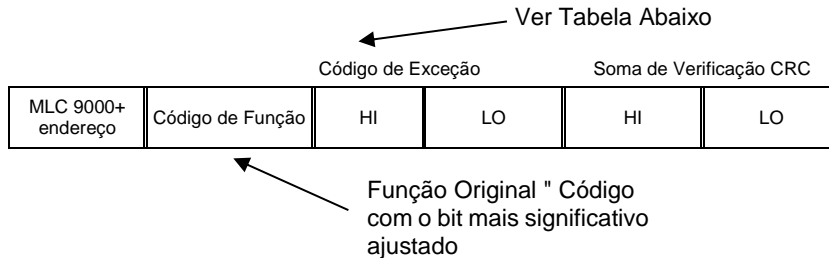 Ver Tabela Abaixo
Código de Exceção
Soma de Verificação CRC
MLC 9000+
endereço
Código de Função
HI
LO
HI
LO
Função Original " Código
com o bit mais significativo
ajustado